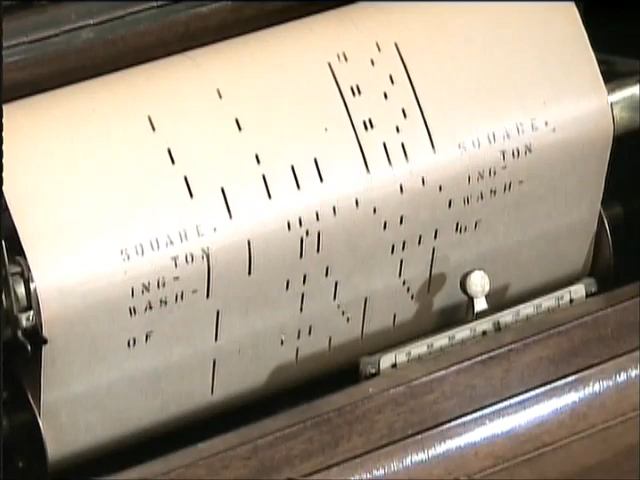 SQUARE.
TON
ING-
WASH-
OF
SQUARE.
TON
ING-
WASH-
OF